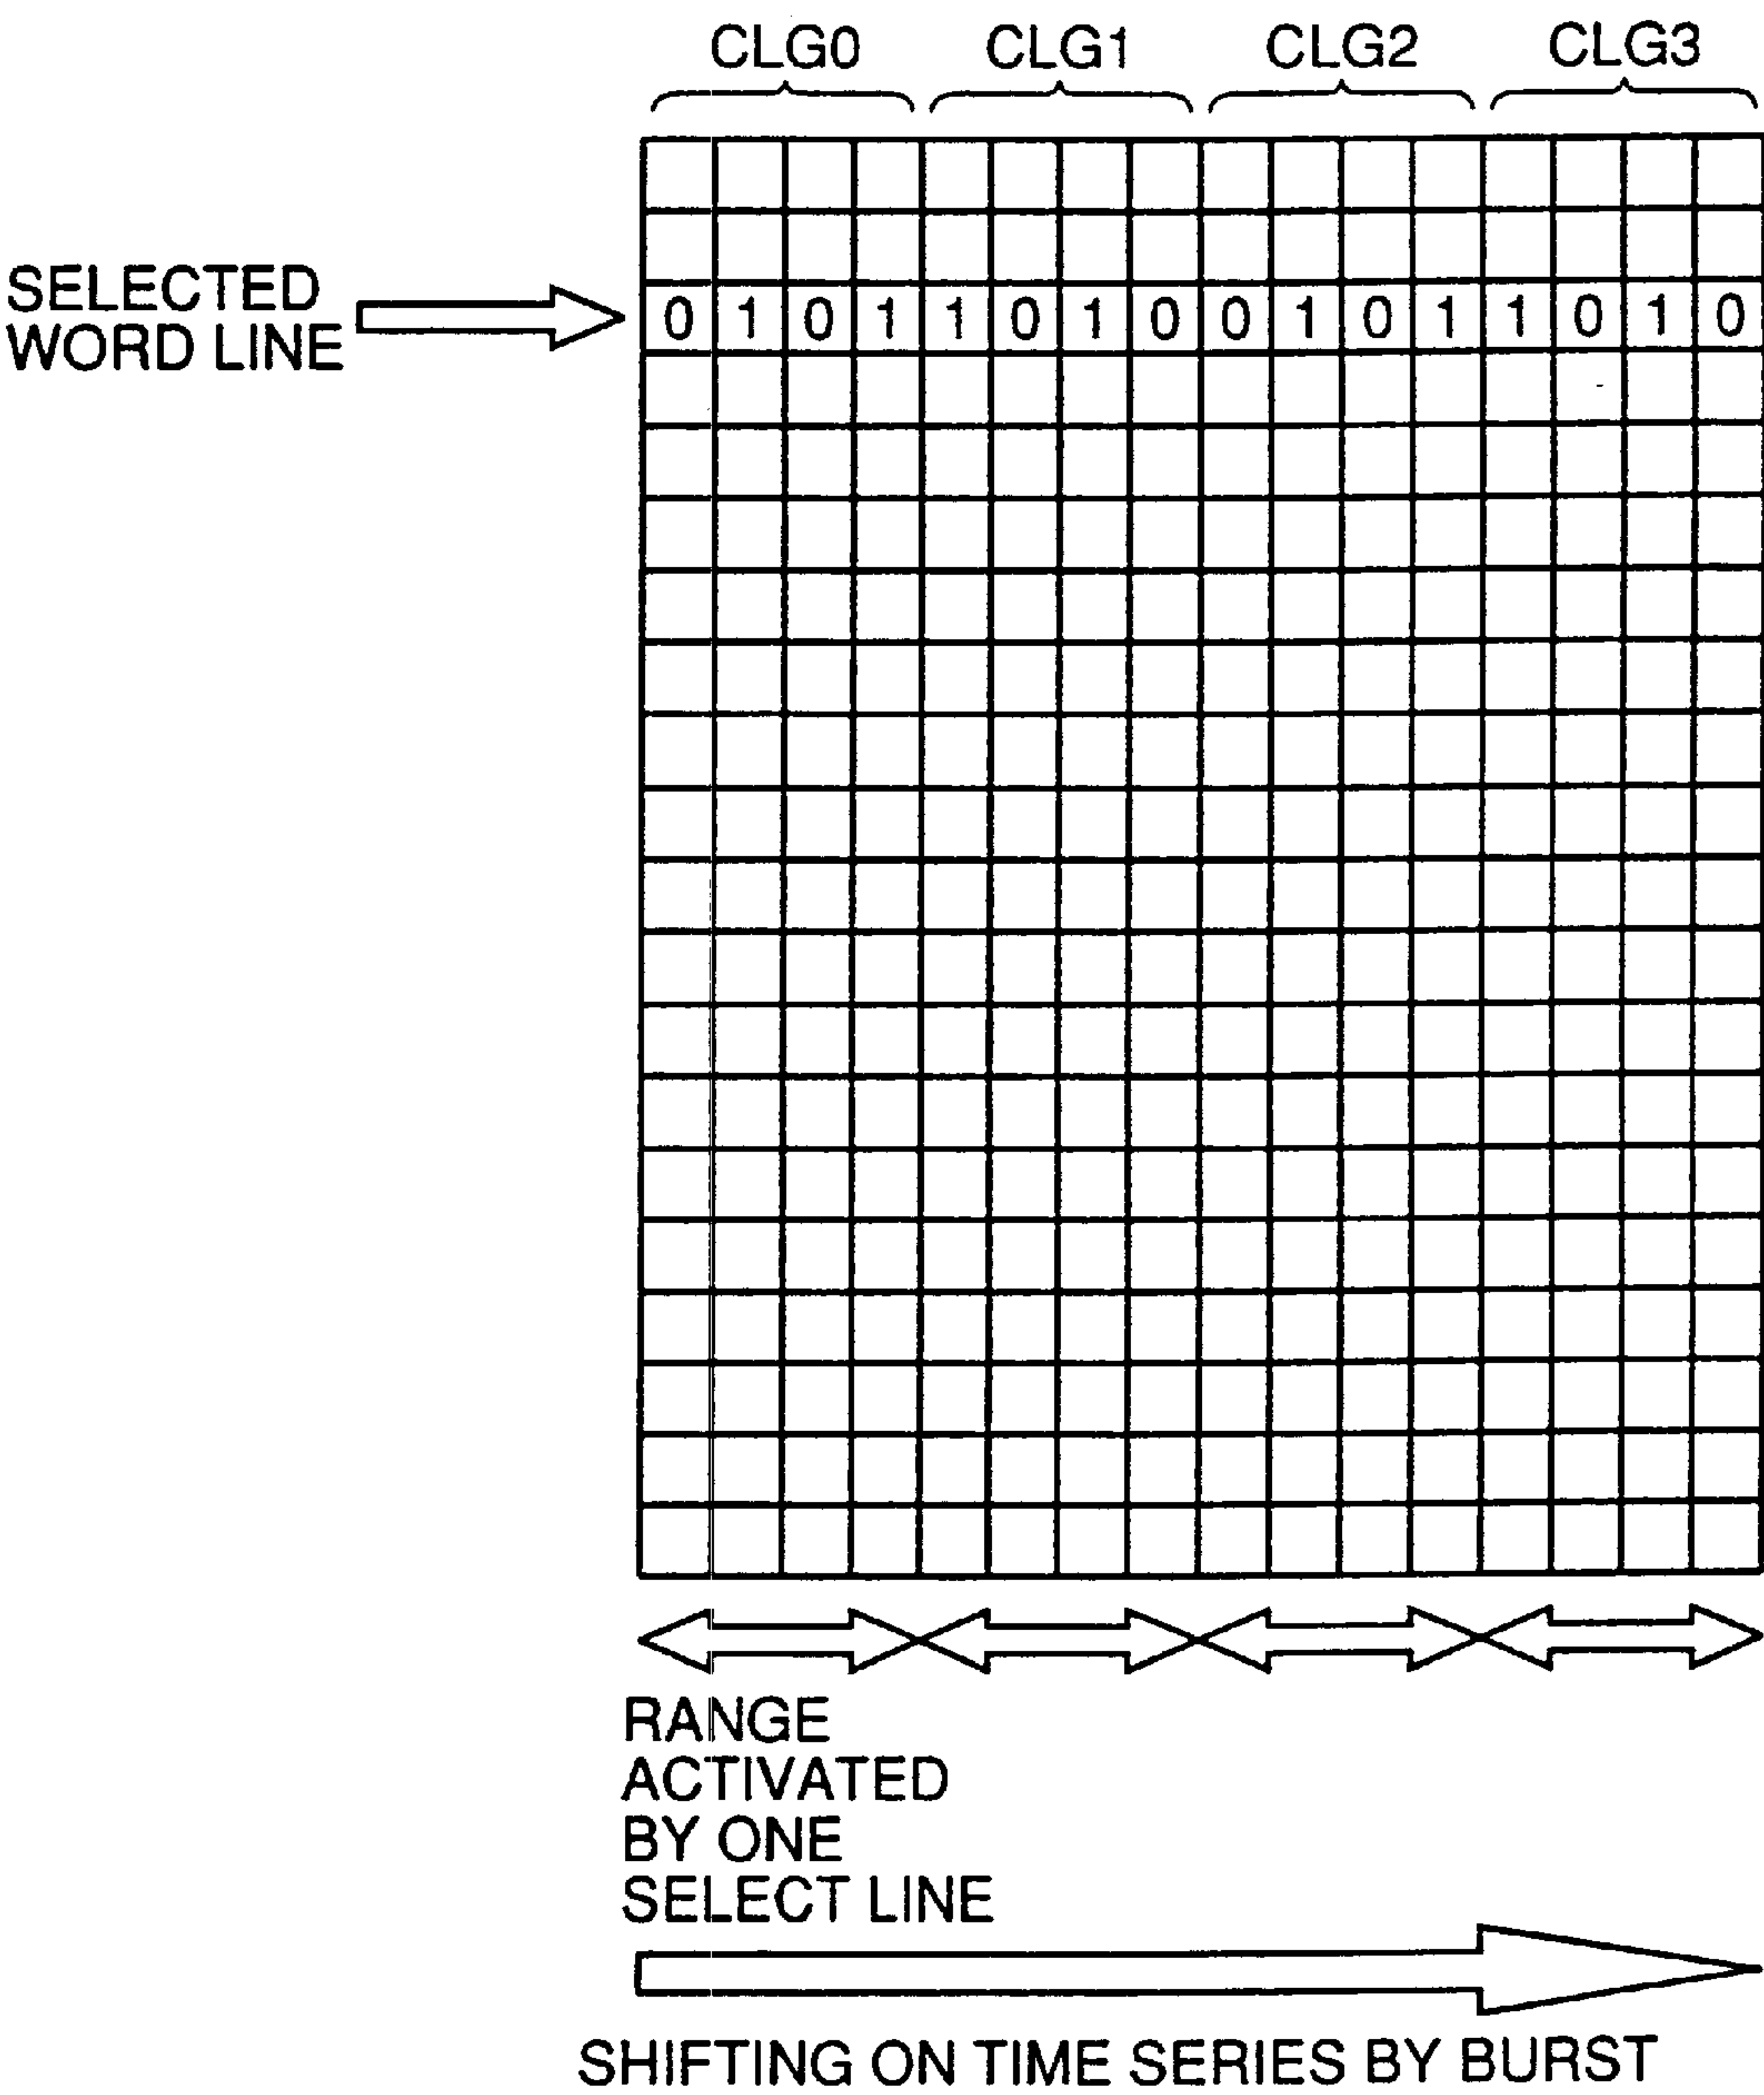 CLG0 CLG1 CLG2 CLG3
SELECTED
WORD LINE
0 1 0 1 1 0 1 0 0 1 0 1 1 0 1 0
RANGE
ACTIVATED
BY ONE
SELECT LINE
SHIFTING ON TIME SERIES BY BURST